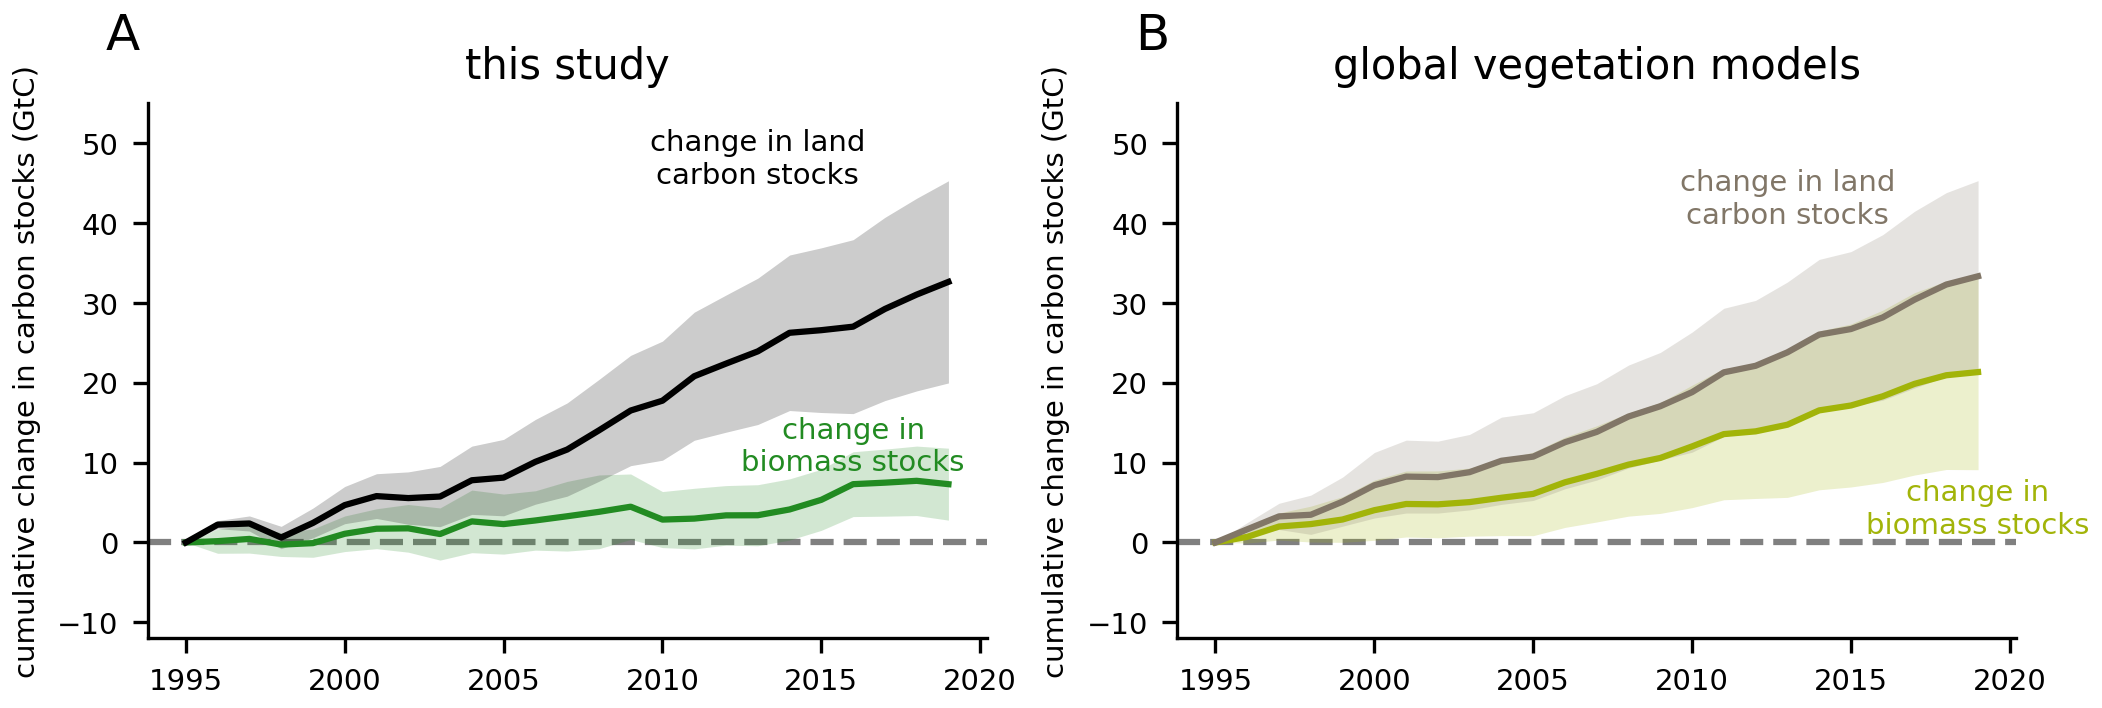 A
this study
cumulative change in carbon stocks (GtC)
50
40
30
20
10
0
−10
change in land
carbon stocks
change in
biomass stocks
1995
2000
2005
2010
2015
2020
B
global vegetation models
cumulative change in carbon stocks (GtC)
50
40
30
20
10
0
−10
change in land
carbon stocks
change in
biomass stocks
1995
2000
2005
2010
2015
2020